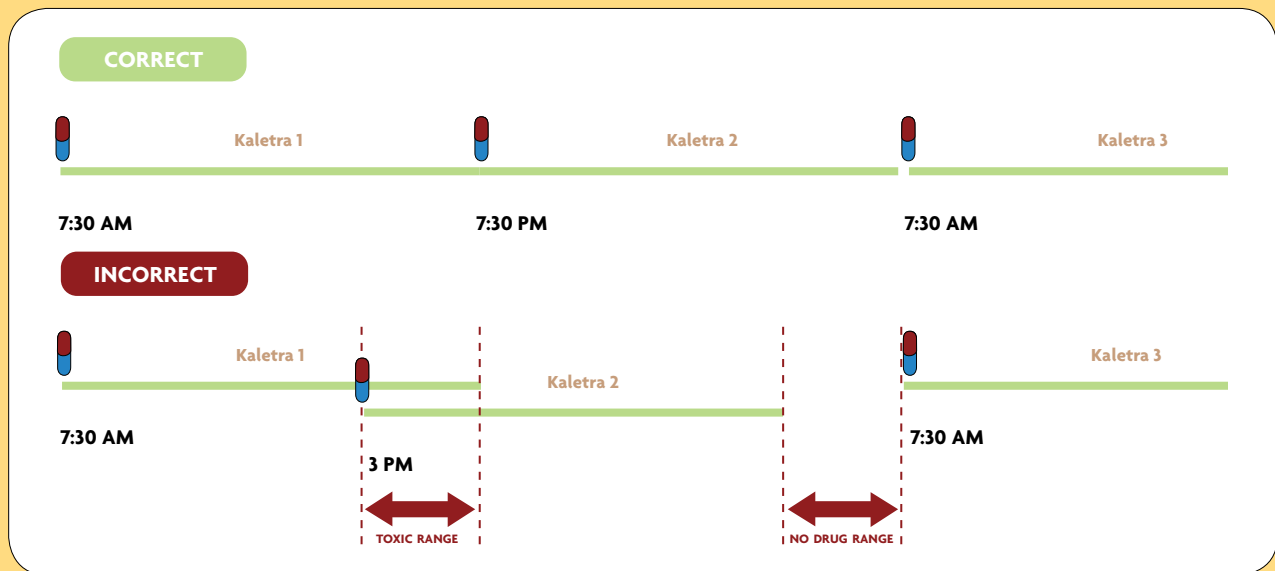 CORRECT
Kaletra 1
Kaletra 2
Kaletra 3
7:30 AM
7:30 PM
7:30 AM
INCORRECT
Kaletra 1
Kaletra 2
Kaletra 3
7:30 AM
3 PM
7:30 AM
TOXIC RANGE
NO DRUG RANGE